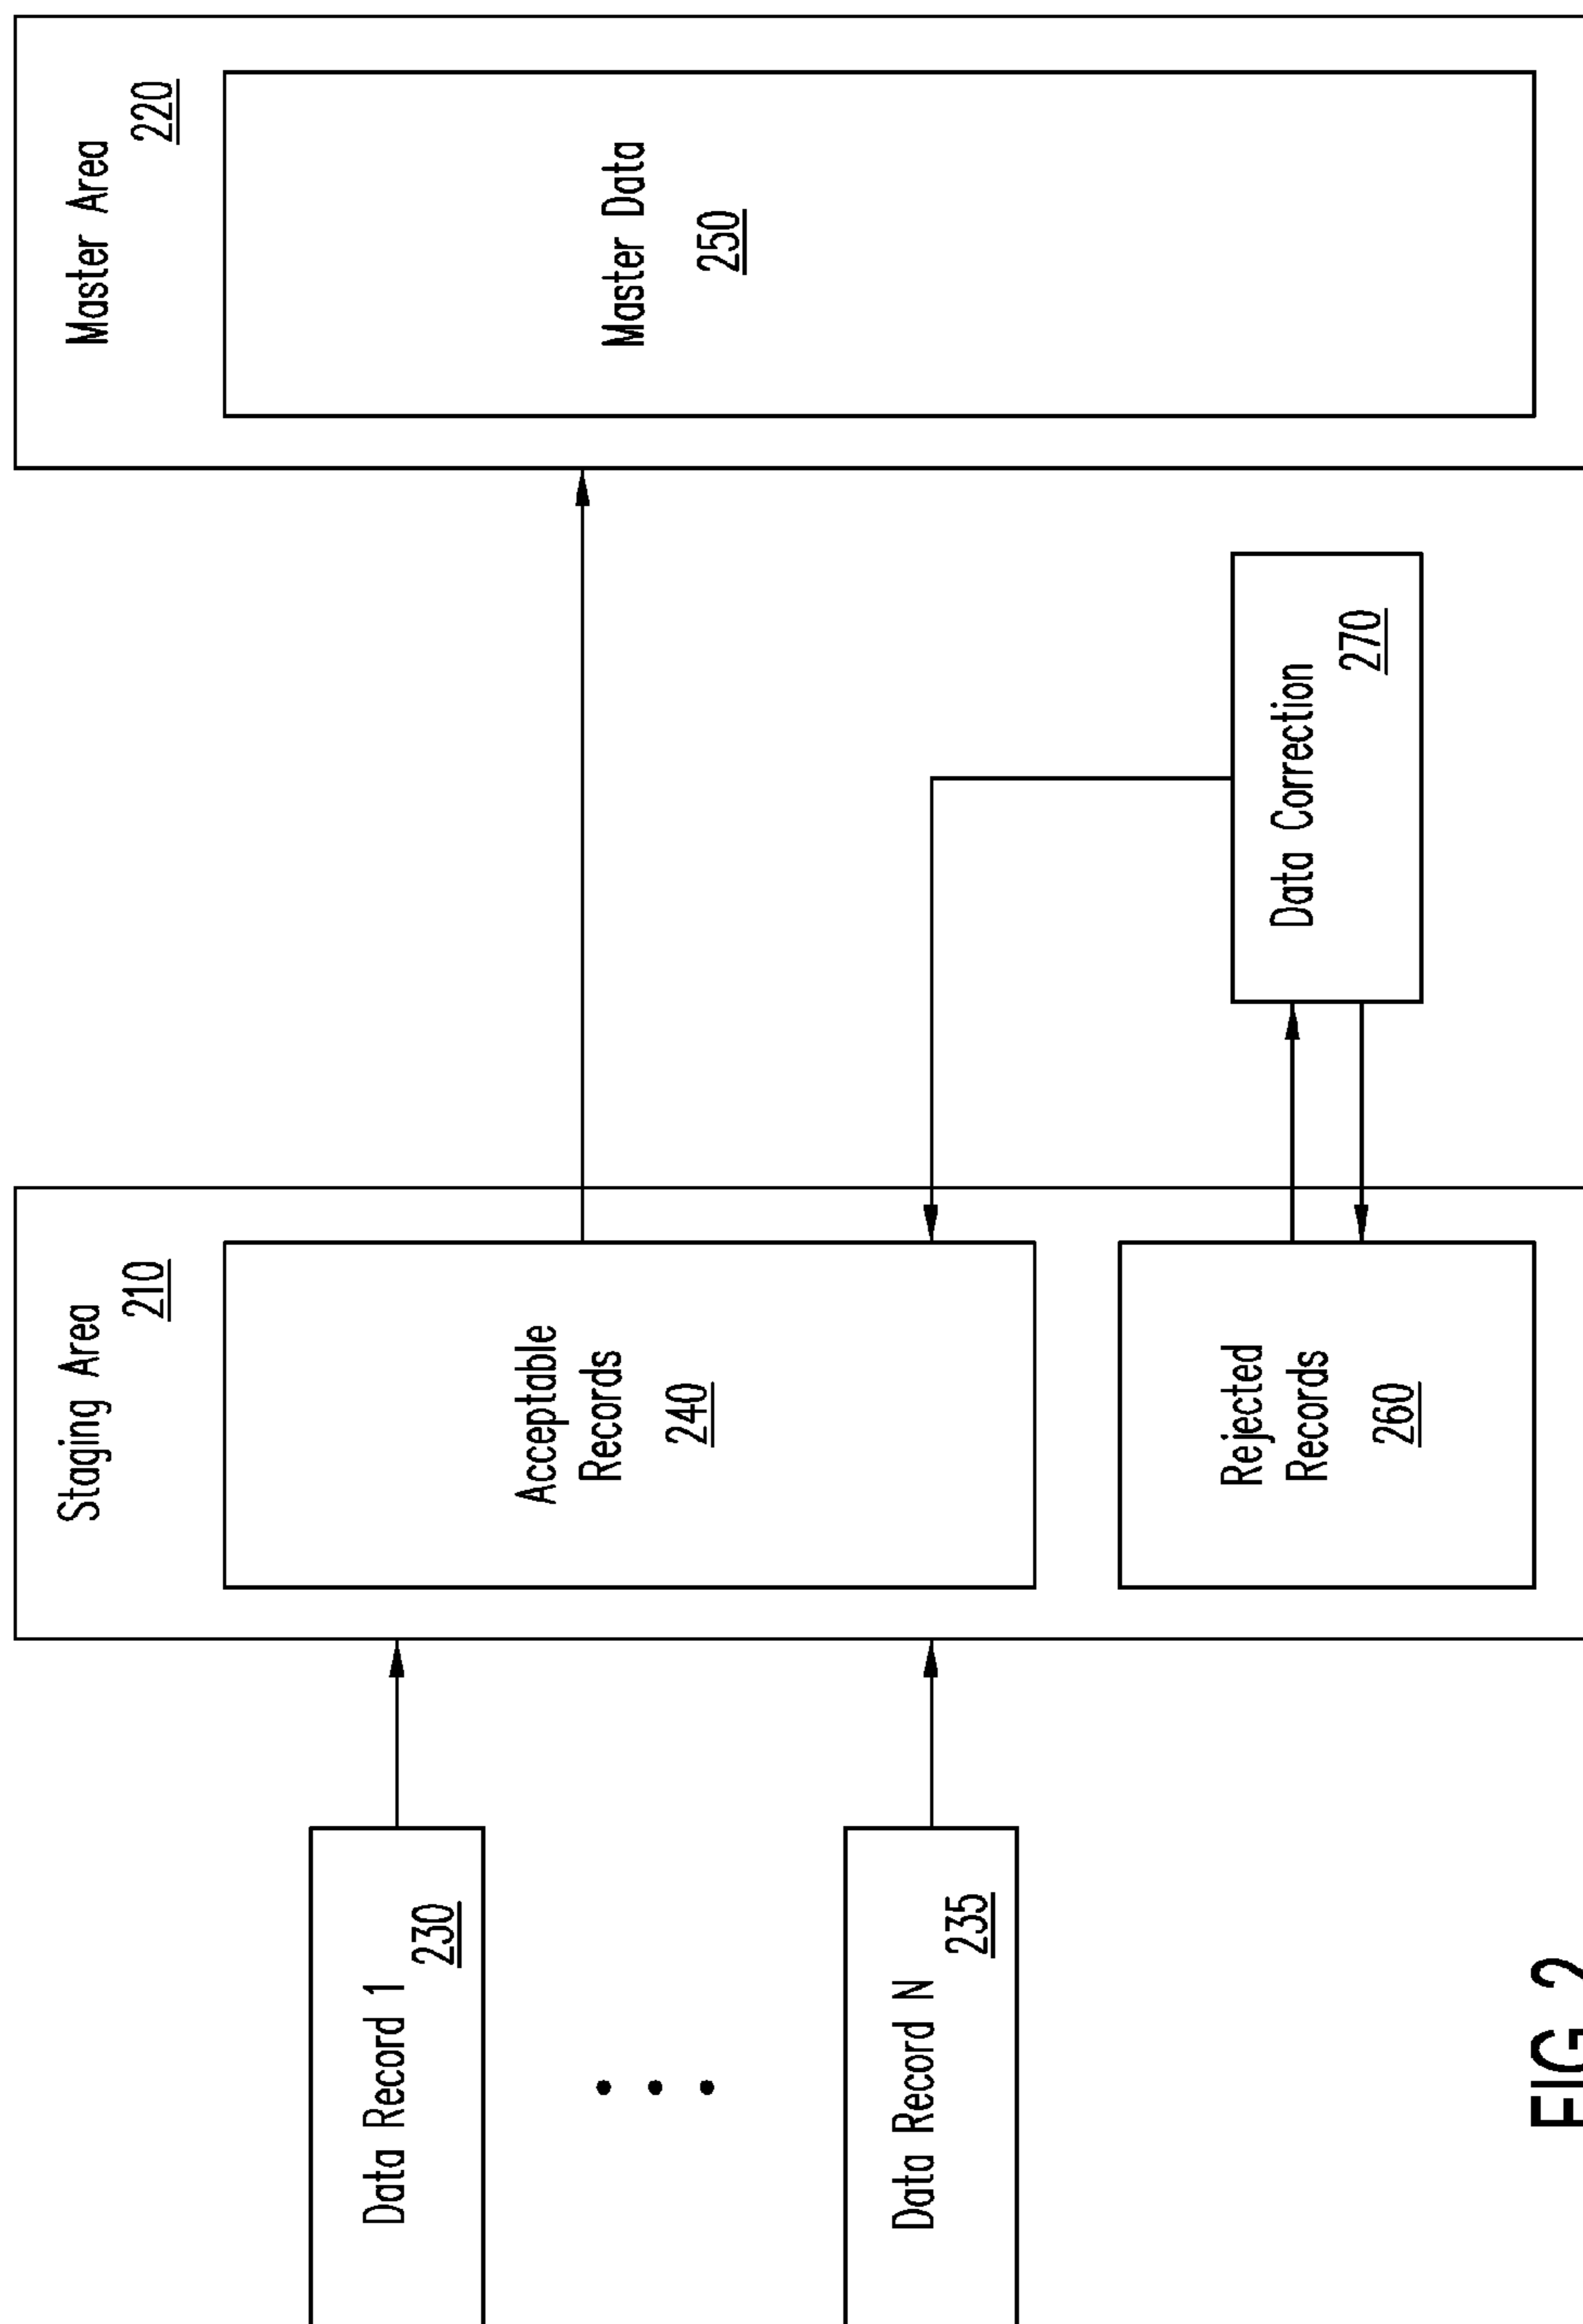 Data Record 1
230
Data Record N
235
Staging Area
210
Acceptable
Records
240
Rejected
Records
260
Data Correction
270
Master Area
220
Master Data
250
FIG. 2